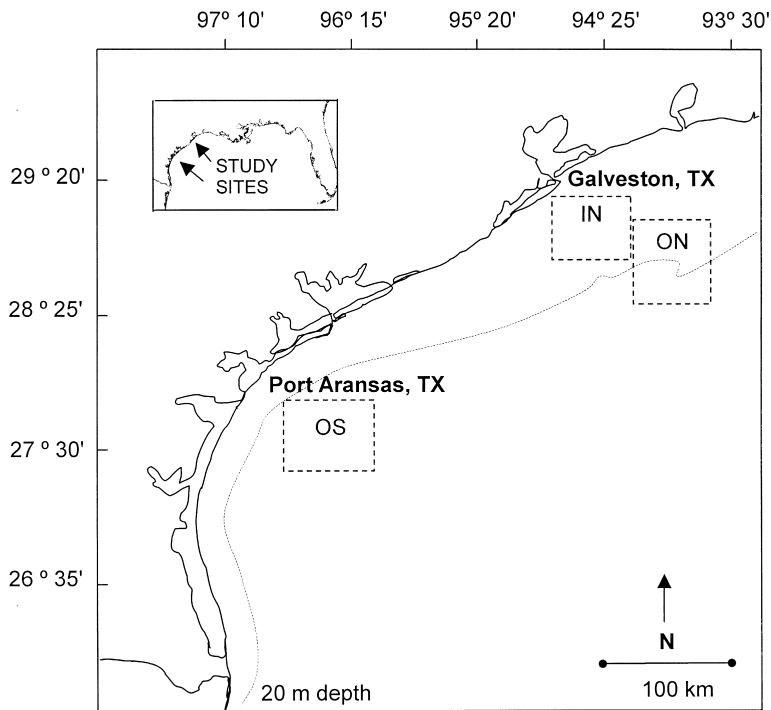 97º 10' 96º 15' 95º 20' 94º 25' 93º 30'
STUDY
SITES
29 º 20'
Galveston, TX
IN
ON
28 º 25'
Port Aransas, TX
OS
27 º 30'
26 º 35'
N
20 m depth
100 km